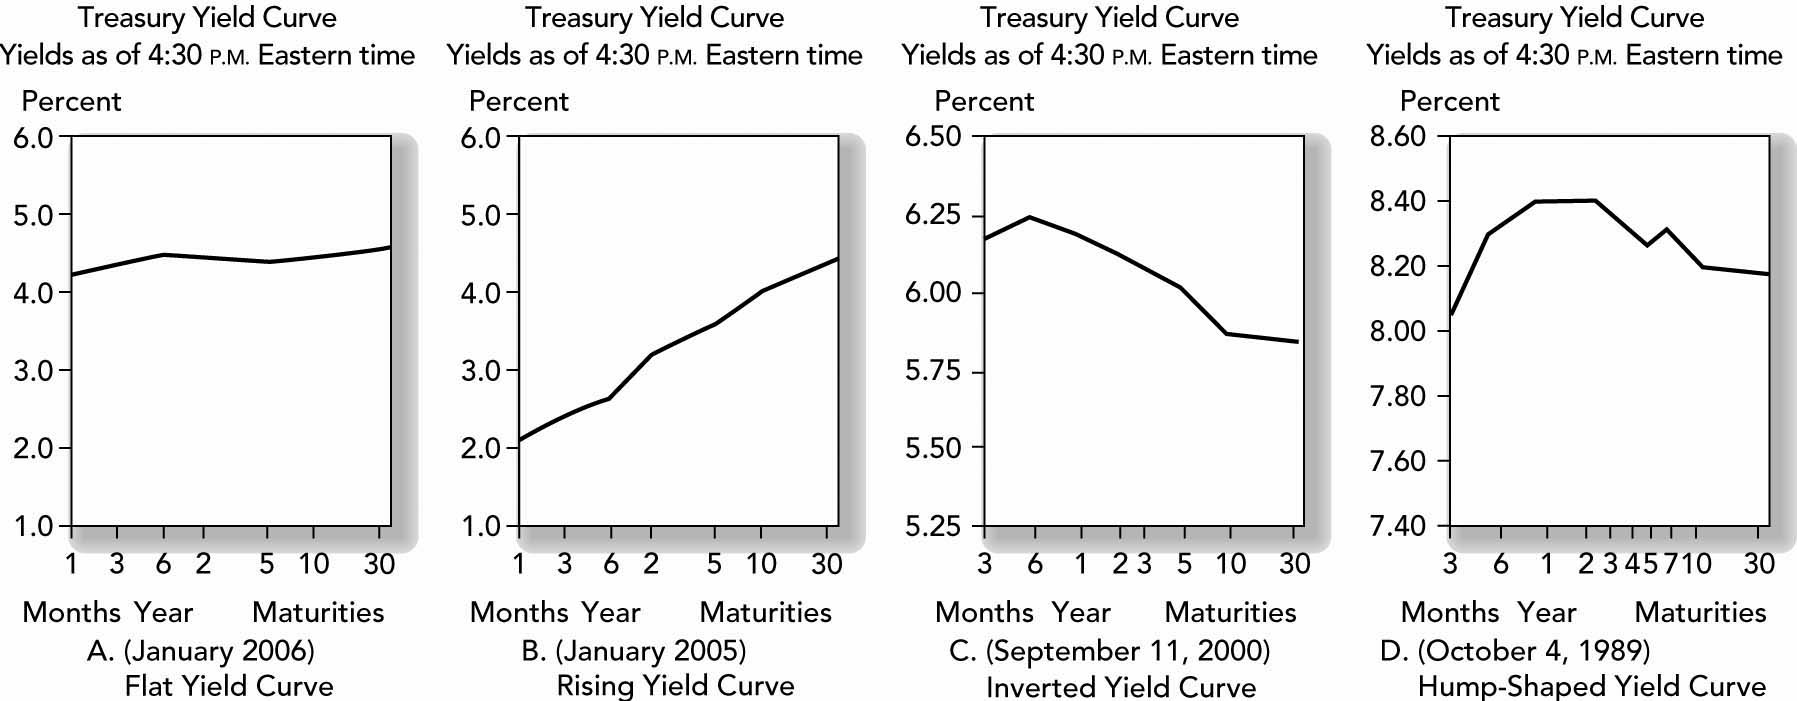 Treasury Yield Curve
Yields as of 4:30 P.M. Eastern time
Percent
6.0
5.0
4.0
3.0
2.0
1.0
1 3 6 2 5 10 30
Months Year Maturities
A. (January 2006)
Flat Yield Curve
Treasury Yield Curve
Yields as of 4:30 P.M. Eastern time
Percent
6.0
5.0
4.0
3.0
2.0
1.0
1 3 6 2 5 10 30
Months Year Maturities
B. (January 2005)
Rising Yield Curve
Treasury Yield Curve
Yields as of 4:30 P.M. Eastern time
Percent
6.50
6.25
6.00
5.75
5.50
5.25
3 6 1 2 3 5 10 30
Months Year Maturities
C. (September 11, 2000)
Inverted Yield Curve
Treasury Yield Curve
Yields as of 4:30 P.M. Eastern time
Percent
8.60
8.40
8.20
8.00
7.80
7.60
7.40
3 6 1 2 3 4 5 7 10 30
Months Year Maturities
D. (October 4, 1989)
Hump-Shaped Yield Curve